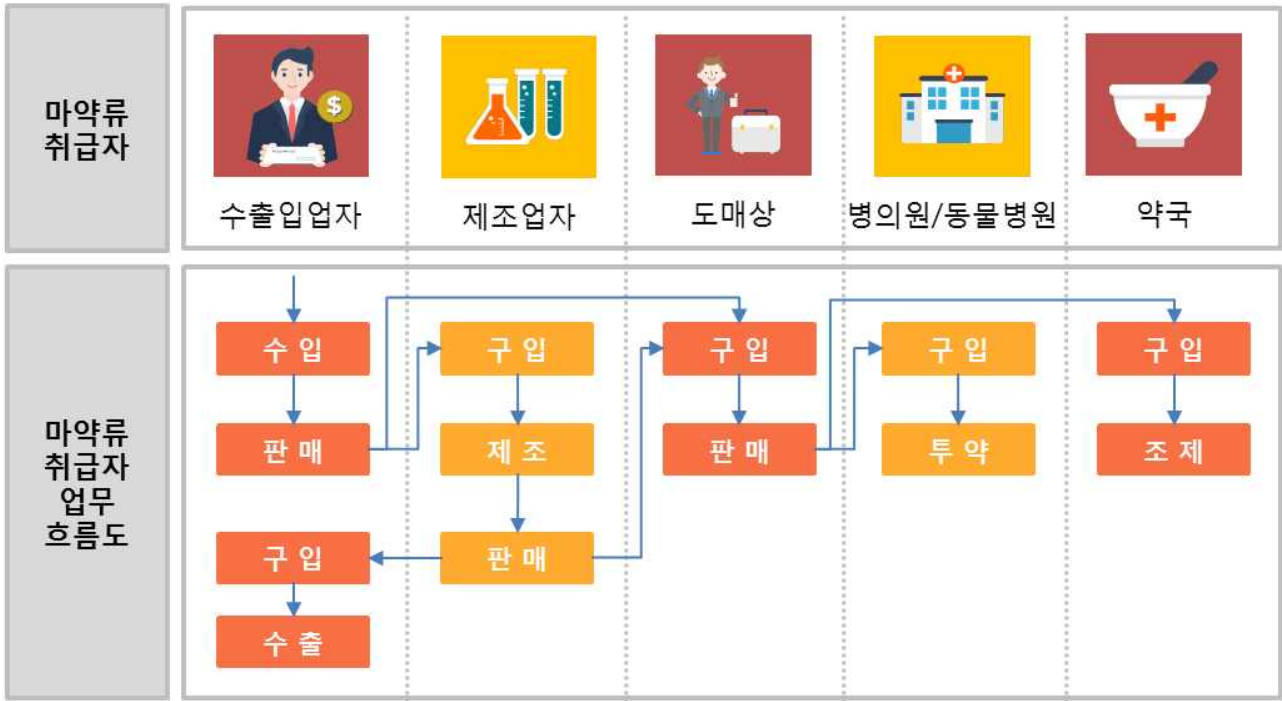 마약류
취급자
수출입업자
제조업자
도매상
병의원/동물병원
약국
마약류
취급자
업무
흐름도
수 입
구 입
구 입
구 입
구 입
판 매
제 조
판 매
투 약
조 제
구 입
판 매
수 출
$